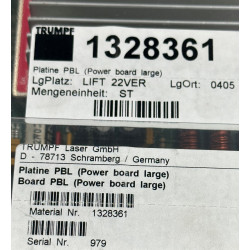 TRUMPF
1328361
Platine PBL (Power board large)
LgPlatz: LIFT 22VER LgOrt: 0405
Mengeneinheit: ST
TRUMPF Laser GmbH
D - 78713 Schramberg / Germany
Platine PBL (Power board large)
Board PBL (Power board large)
Material Nr. 1328361
Serial Nr. 979